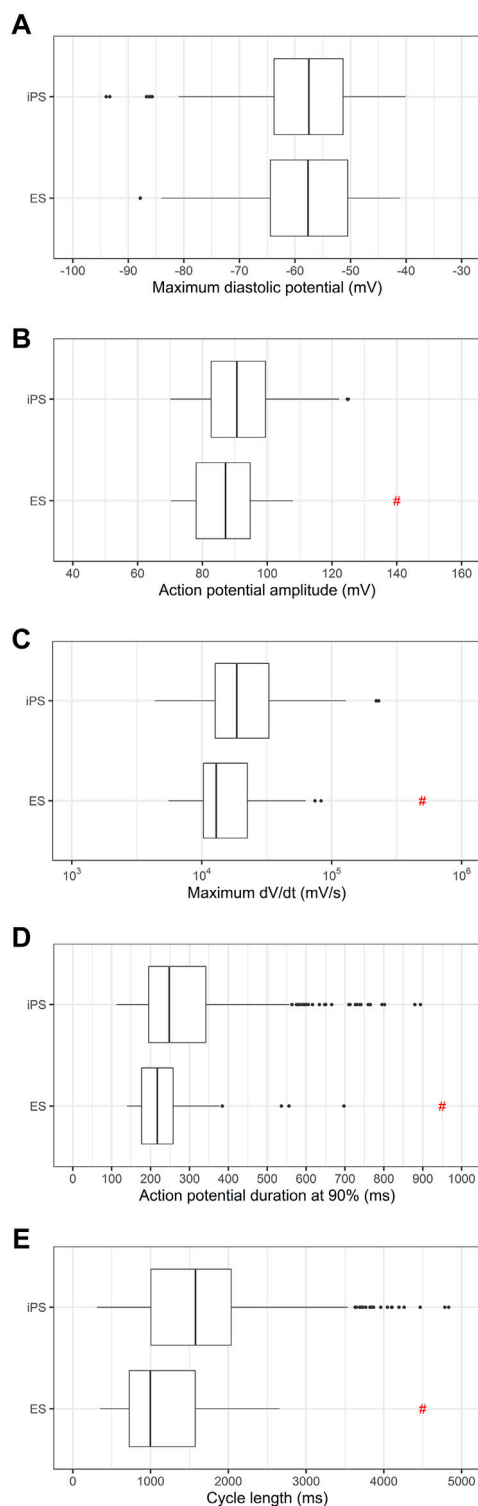 A
iPS
ES
-100 -90 -80 -70 -60 -50 -40 -30
Maximum diastolic potential (mV)
B
iPS
ES #
40 60 80 100 120 140 160
Action potential amplitude (mV)
C
iPS
ES #
10³ 10⁴ 10⁵ 10⁶
Maximum dV/dt (mV/s)
D
iPS
ES #
0 100 200 300 400 500 600 700 800 900 1000
Action potential duration at 90% (ms)
E
iPS
ES #
0 1000 2000 3000 4000 5000
Cycle length (ms)